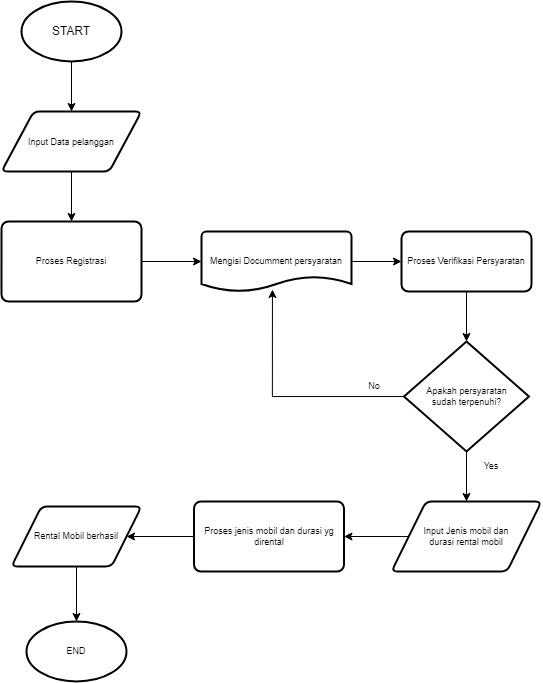 START
Input Data pelanggan
Proses Registrasi
Mengisi Documment persyaratan
Proses Verifikasi Persyaratan
Apakah persyaratan
sudah terpenuhi?
No
Yes
Input Jenis mobil dan
durasi rental mobil
Proses jenis mobil dan durasi yg
dirental
Rental Mobil berhasil
END